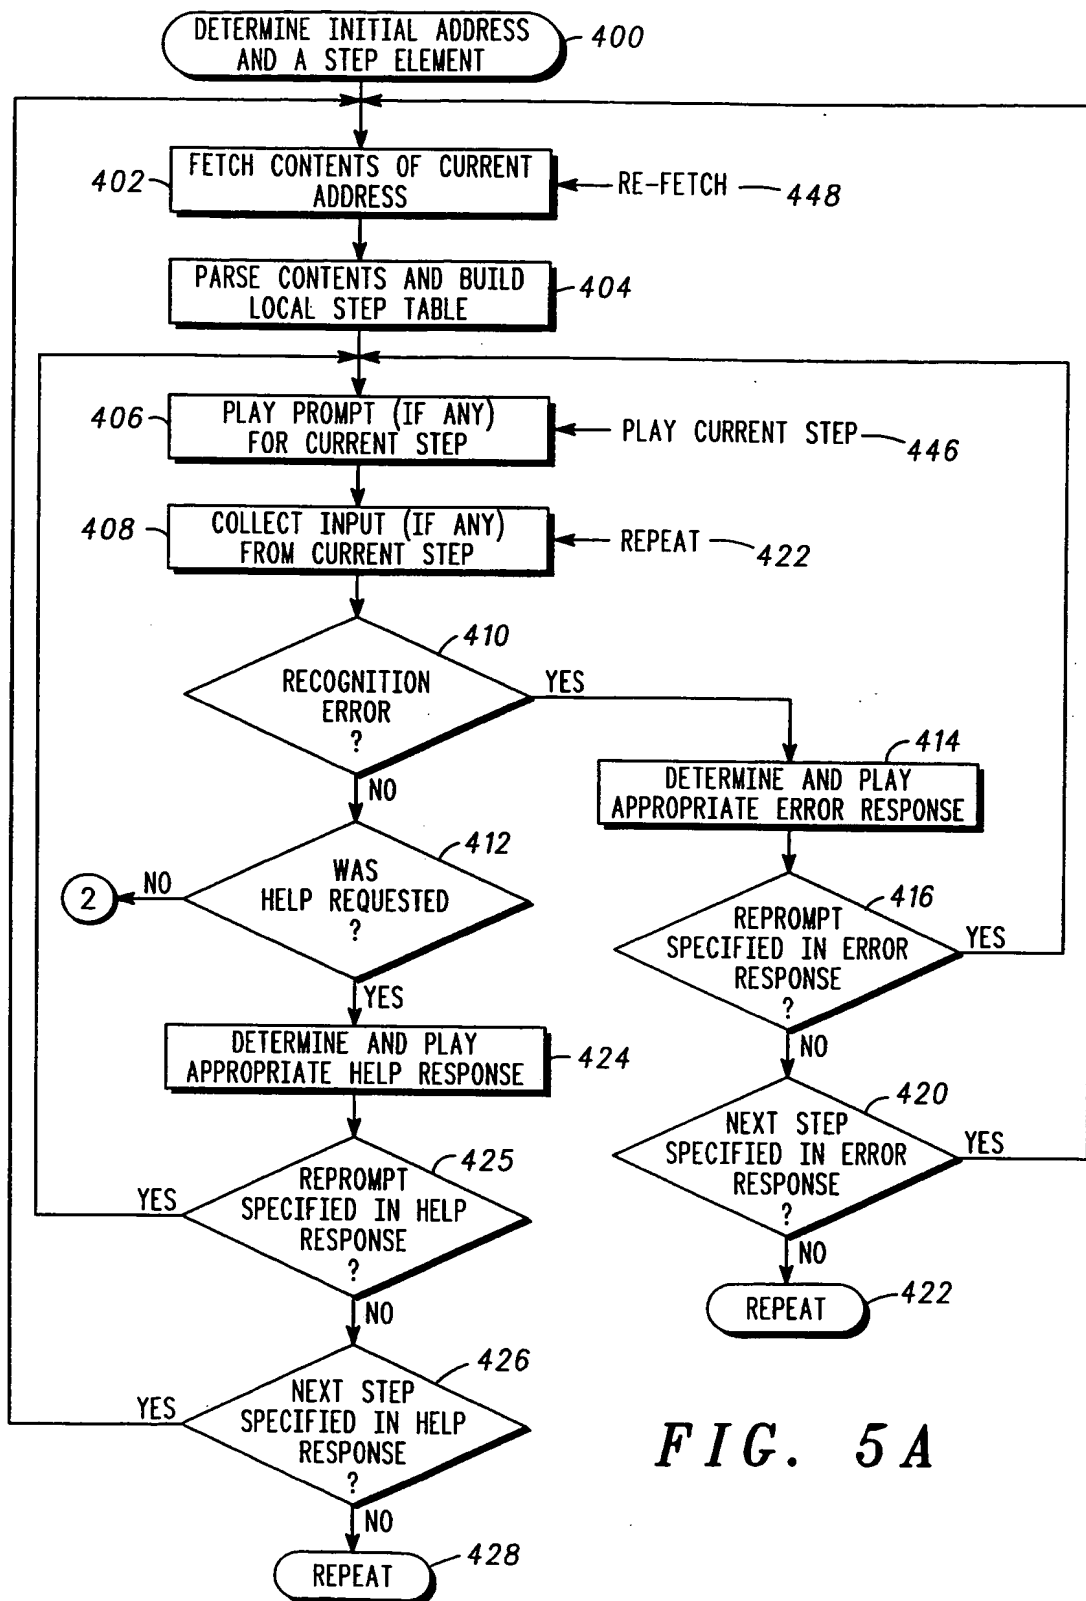 DETERMINE INITIAL ADDRESS
AND A STEP ELEMENT
400
402
FETCH CONTENTS OF CURRENT
ADDRESS
RE-FETCH
448
PARSE CONTENTS AND BUILD
LOCAL STEP TABLE
404
406
PLAY PROMPT (IF ANY)
FOR CURRENT STEP
PLAY CURRENT STEP
446
408
COLLECT INPUT (IF ANY)
FROM CURRENT STEP
REPEAT
422
410
RECOGNITION
ERROR
?
YES
NO
414
DETERMINE AND PLAY
APPROPRIATE ERROR RESPONSE
412
WAS
HELP REQUESTED
?
NO
2
YES
416
REPROMPT
SPECIFIED IN ERROR
RESPONSE
?
YES
NO
DETERMINE AND PLAY
APPROPRIATE HELP RESPONSE
424
420
NEXT STEP
SPECIFIED IN ERROR
RESPONSE
?
YES
NO
REPEAT
422
425
REPROMPT
SPECIFIED IN HELP
RESPONSE
?
YES
NO
426
NEXT STEP
SPECIFIED IN HELP
RESPONSE
?
YES
NO
REPEAT
428
FIG. 5A